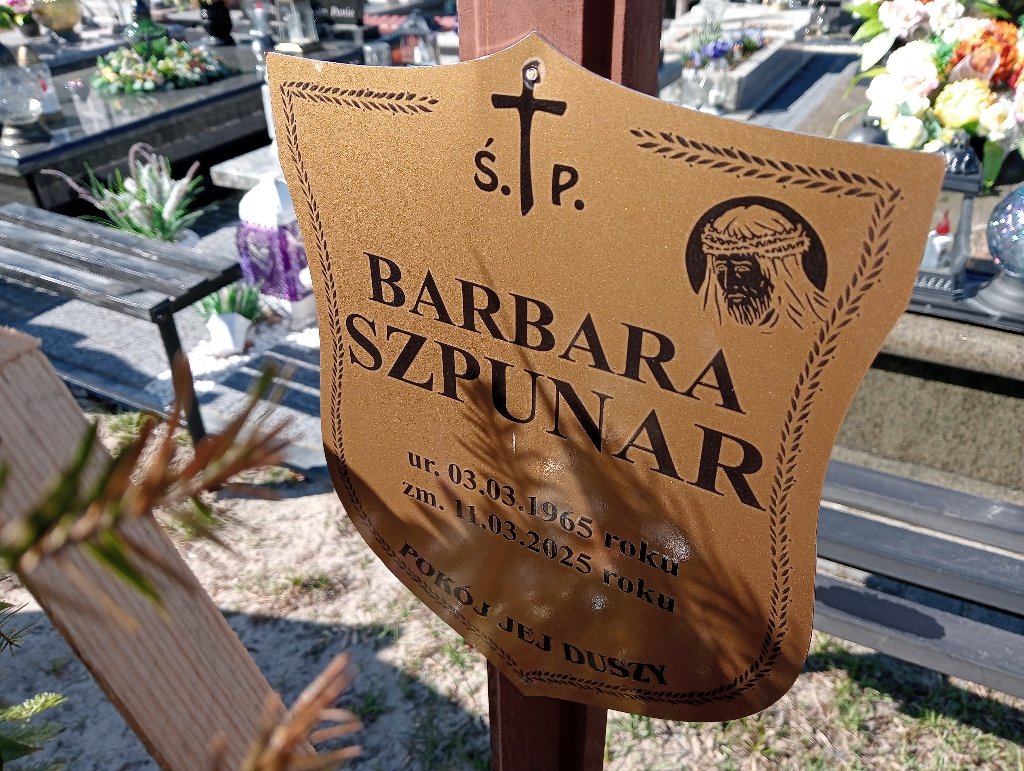 Ś. P.
BARBARA
SZPUNAR
ur. 03.03.1965 roku
zm. 11.03.2025 roku
POKÓJ JEJ DUSZY